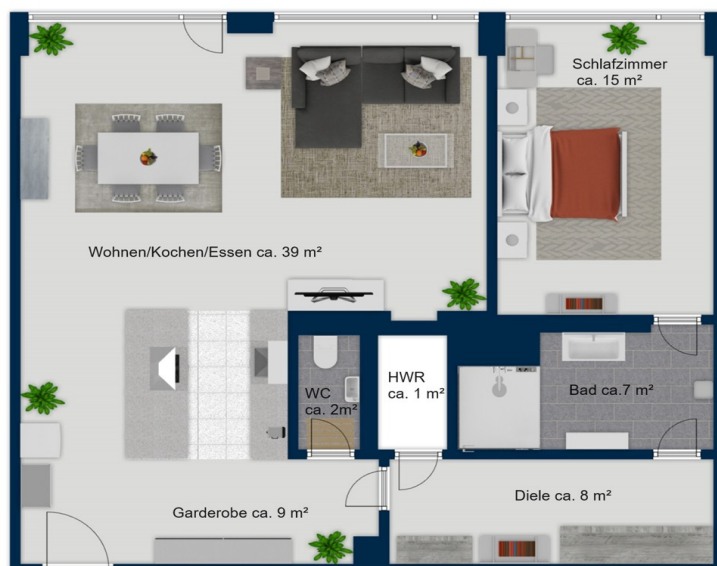 Schlafzimmer
ca. 15 m²
Wohnen/Kochen/Essen ca. 39 m²
HWR
ca. 1 m²
WC
ca. 2m²
Bad ca.7 m²
Diele ca. 8 m²
Garderobe ca. 9 m²